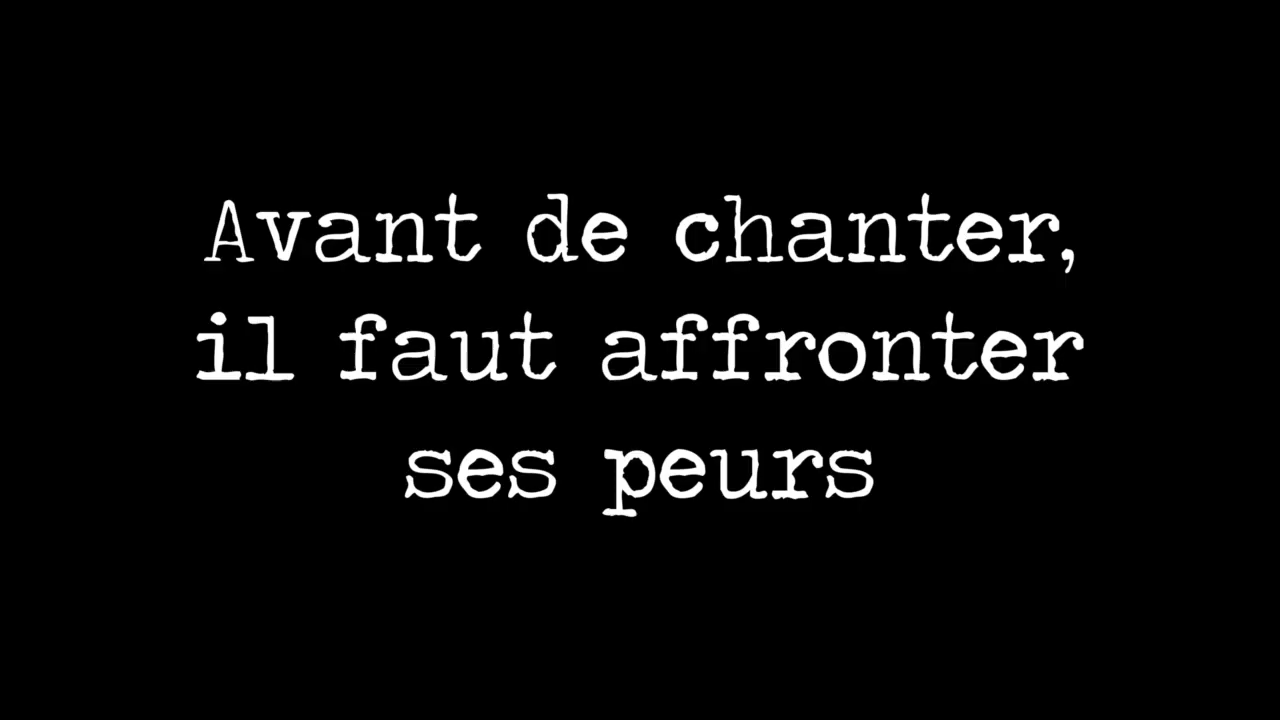 Avant de chanter,
il faut affronter
ses peurs